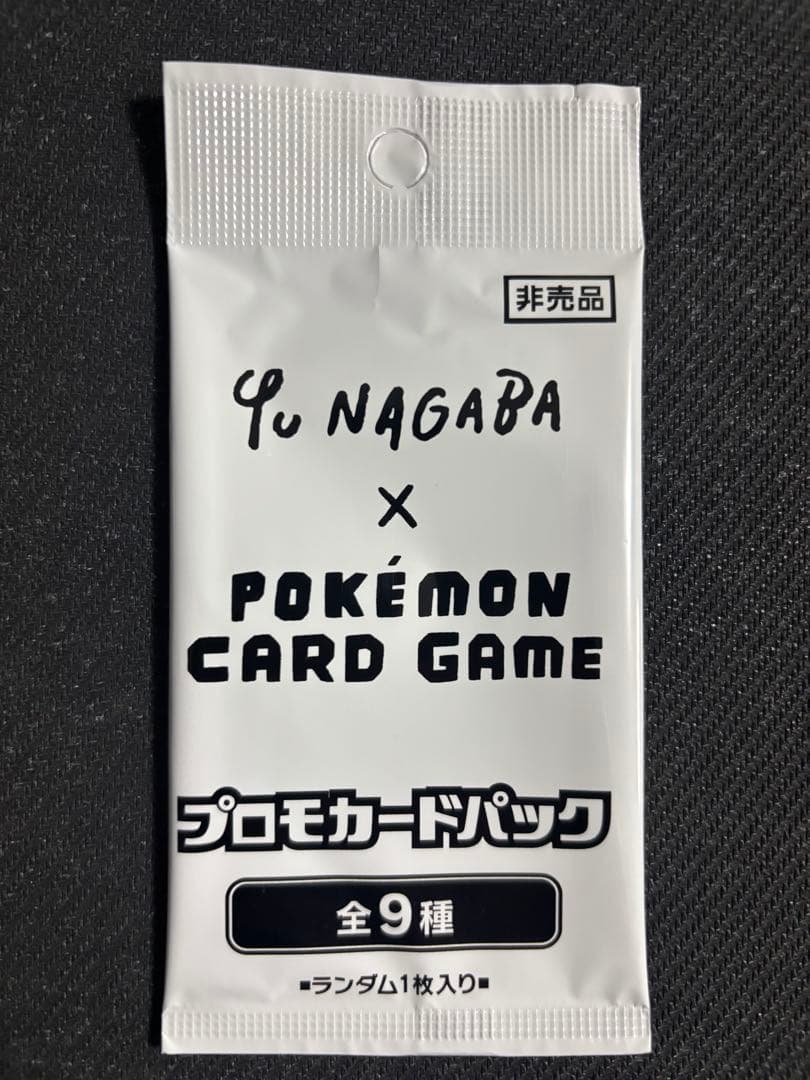 非売品
Yu NAGABA
×
POKÉMON
CARD GAME
プロモカードパック
全9種
▪ランダム1枚入り▪